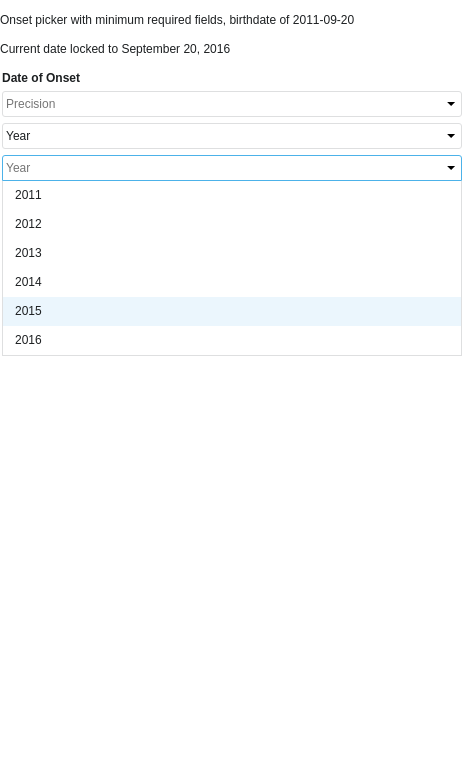 Onset picker with minimum required fields, birthdate of 2011-09-20
Current date locked to September 20, 2016
Date of Onset
Precision
Year
Year
2011
2012
2013
2014
2015
2016